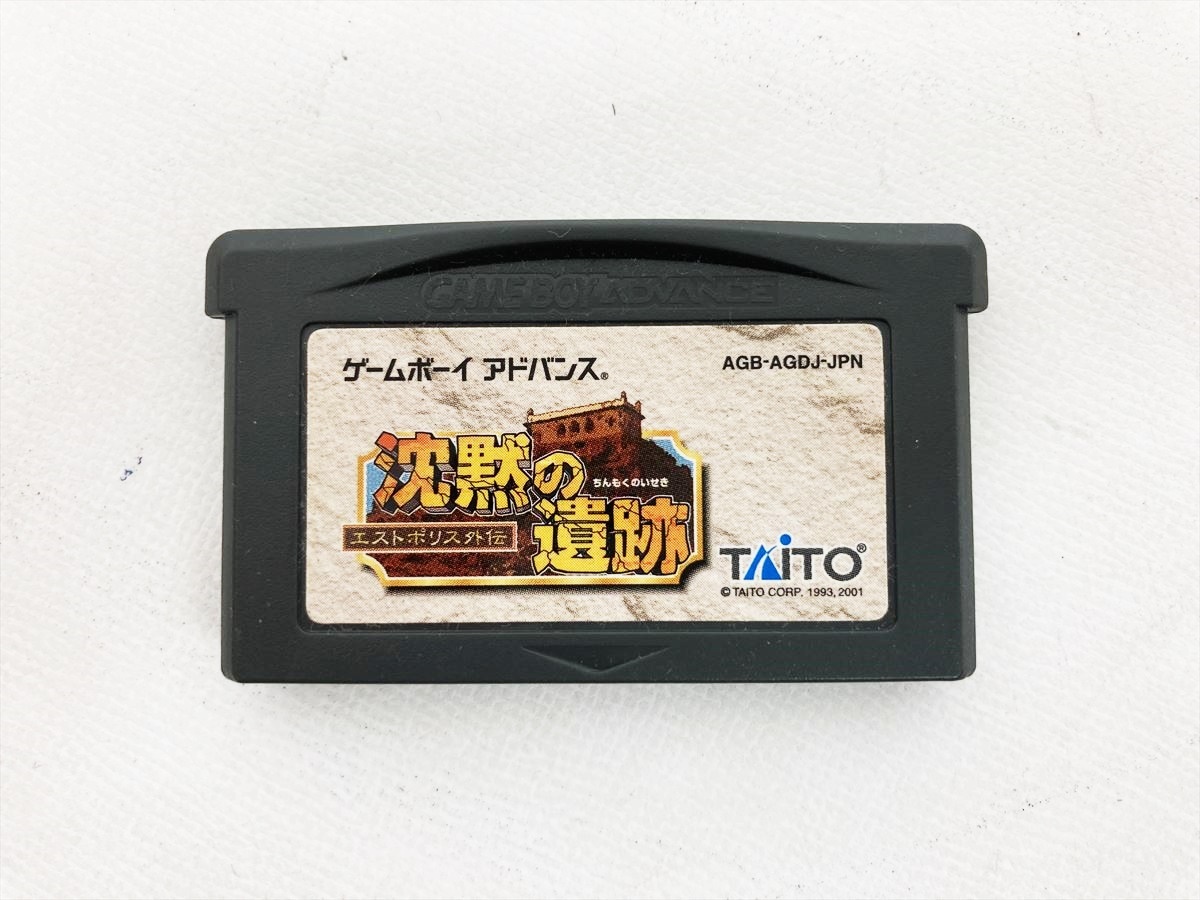 GAME BOY ADVANCE
ゲームボーイ アドバンス®
AGB-AGDJ-JPN
沈黙の
ちんもくのいせき
遺跡
エストポリス外伝
TAITO®
© TAITO CORP. 1993, 2001